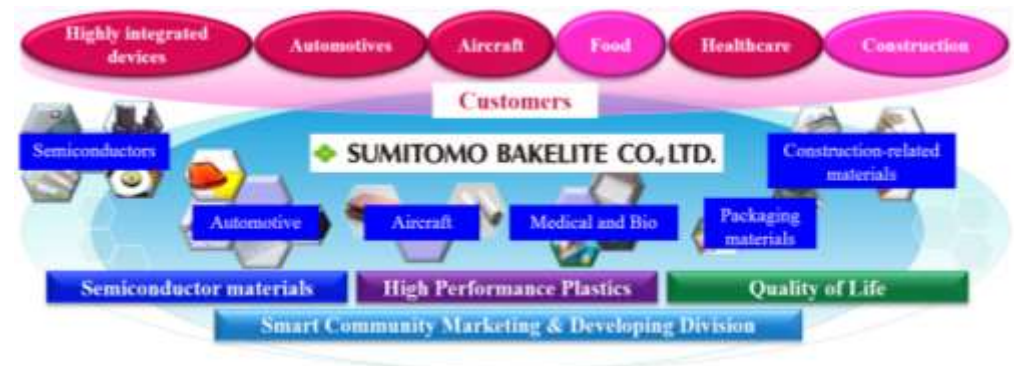 Highly integrated
devices
Automotives
Aircraft
Food
Healthcare
Construction
Customers
SUMITOMO BAKELITE CO., LTD.
Semiconductors
Construction-related
materials
Automotive
Aircraft
Medical and Bio
Packaging
materials
Semiconductor materials
High Performance Plastics
Quality of Life
Smart Community Marketing & Developing Division